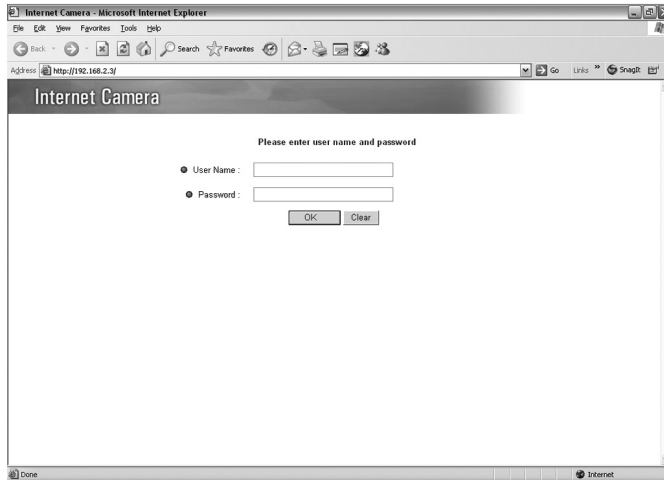 Internet Camera - Microsoft Internet Explorer
File Edit View Favorites Tools Help
Back Search Favorites
Address http://192.168.2.3/ Go Links » SnagIt
Internet Camera
Please enter user name and password
User Name :
Password :
OK Clear
Done Internet